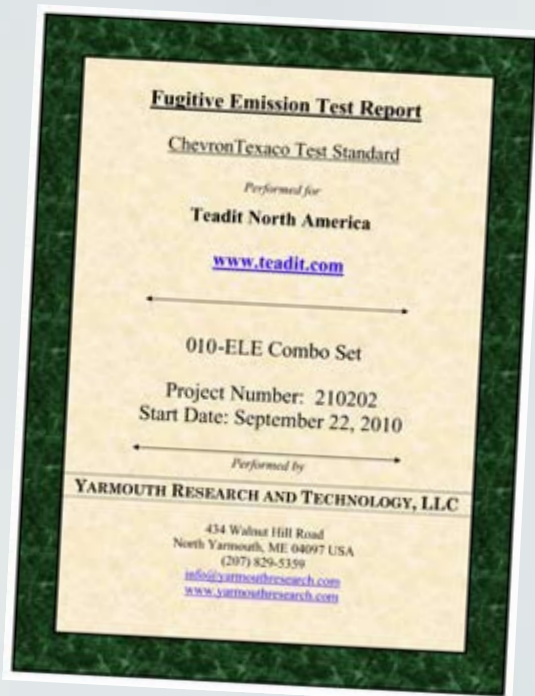 Fugitive Emission Test Report
ChevronTexaco Test Standard
Performed for
Teadit North America
www.teadit.com
010-ELE Combo Set
Project Number: 210202
Start Date: September 22, 2010
Performed by
YARMOUTH RESEARCH AND TECHNOLOGY, LLC
434 Walnut Hill Road
North Yarmouth, ME 04097 USA
(207) 829-5359
info@yarmouthresearch.com
www.yarmouthresearch.com